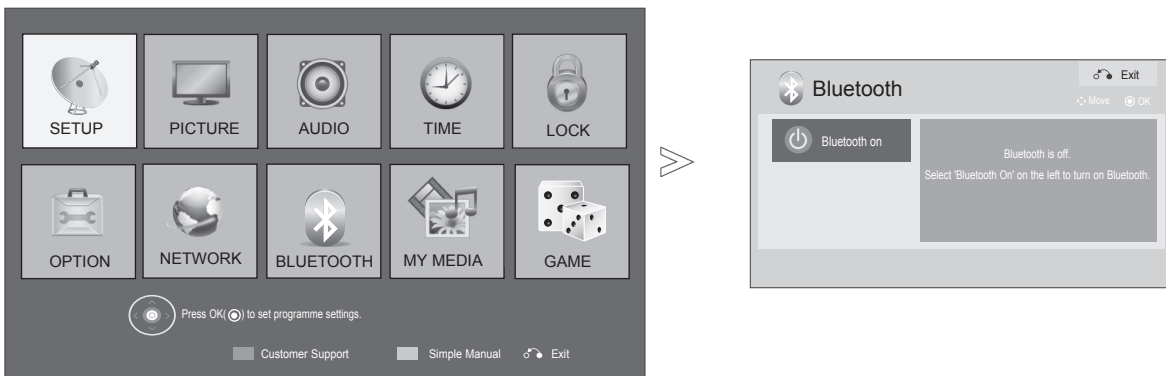 SETUP
PICTURE
AUDIO
TIME
LOCK
OPTION
NETWORK
BLUETOOTH
MY MEDIA
GAME
Press OK( ) to set programme settings.
Customer Support
Simple Manual
Exit
Bluetooth
Exit
Move
OK
Bluetooth on
Bluetooth is off.
Select 'Bluetooth On' on the left to turn on Bluetooth.